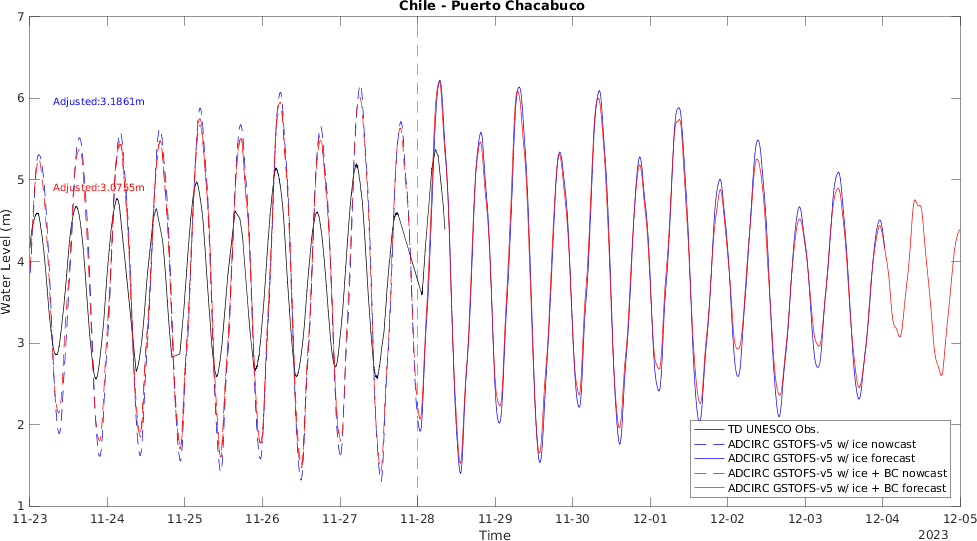 Chile - Puerto Chacabuco
7
6
5
4
3
2
1
Water Level (m)
Adjusted:3.1861m
Adjusted:3.0755m
TD UNESCO Obs.
ADCIRC GSTOFS-v5 w/ ice nowcast
ADCIRC GSTOFS-v5 w/ ice forecast
ADCIRC GSTOFS-v5 w/ ice + BC nowcast
ADCIRC GSTOFS-v5 w/ ice + BC forecast
11-23 11-24 11-25 11-26 11-27 11-28 11-29 11-30 12-01 12-02 12-03 12-04 12-05
Time
2023